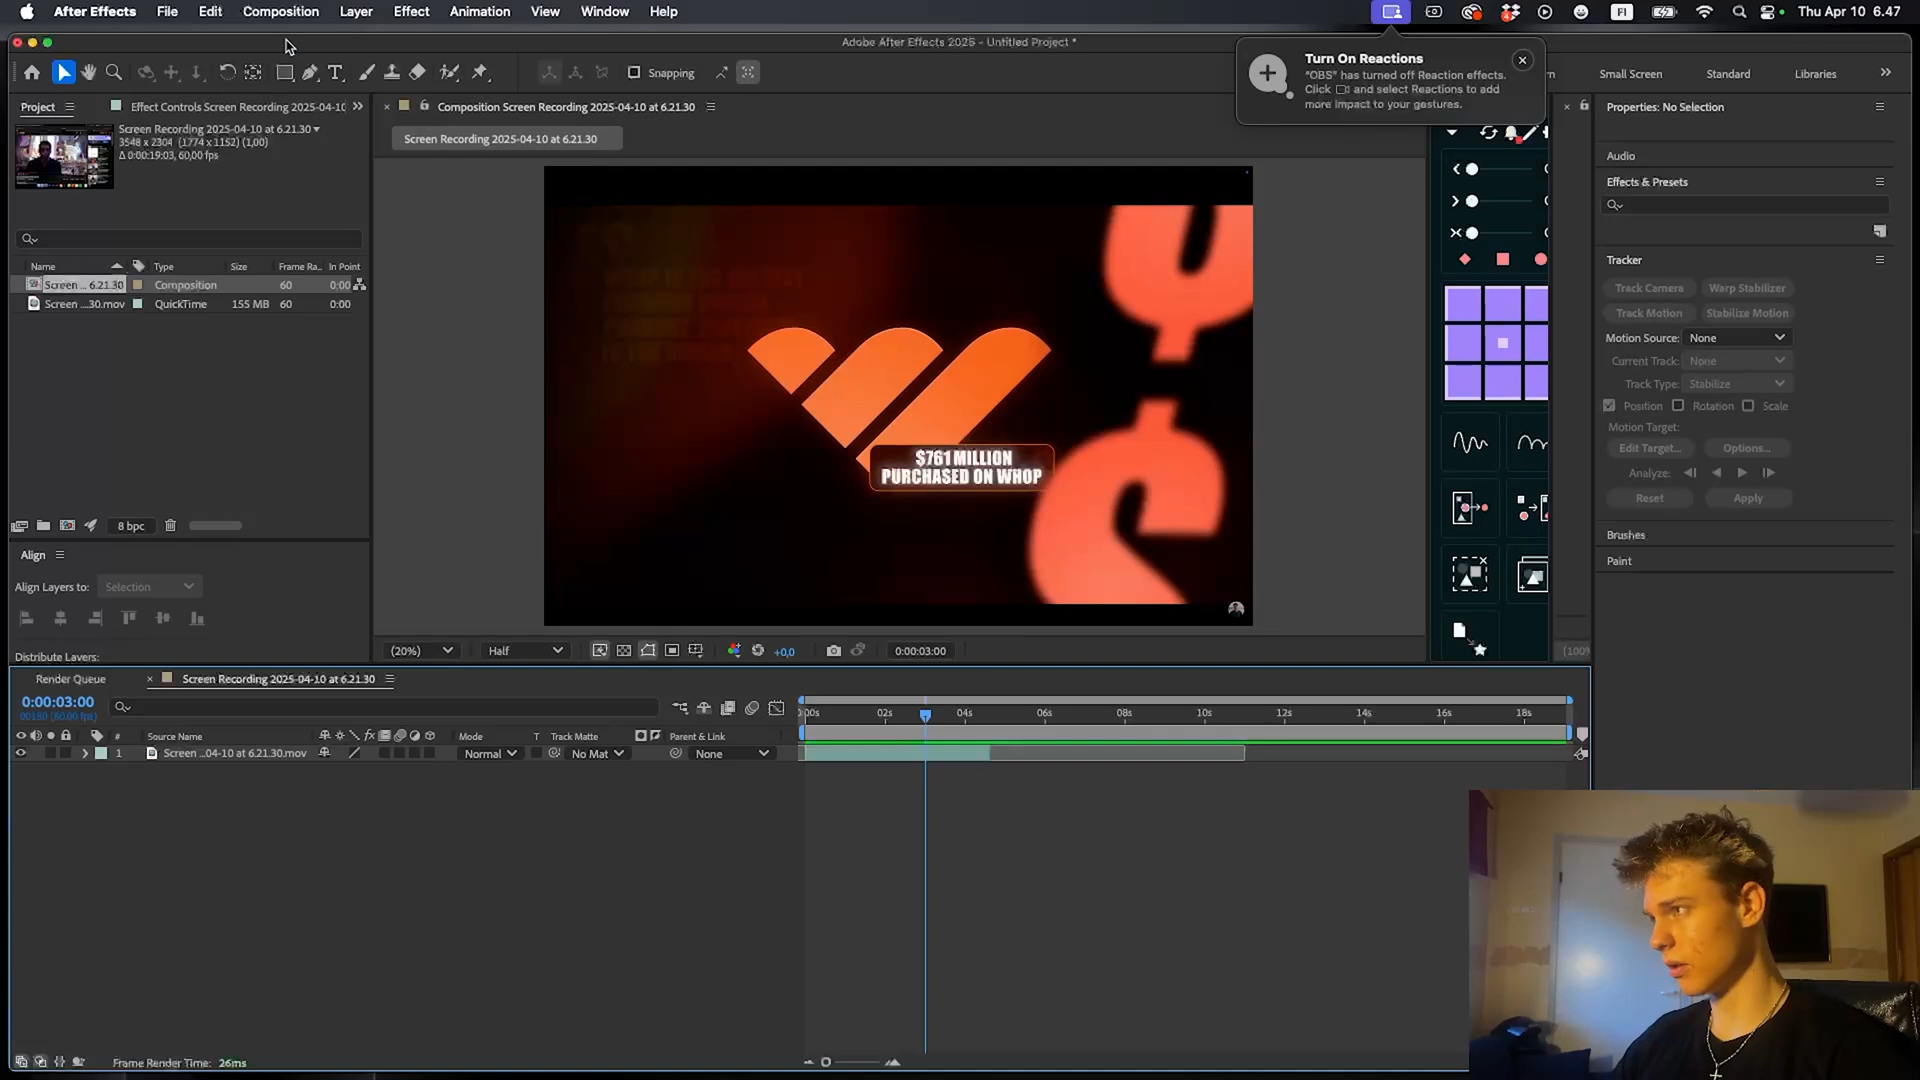 After Effects File Edit Composition Layer Effect Animation View Window Help
FI Thu Apr 10 6.47
Adobe After Effects 2025 - Untitled Project *
Turn On Reactions
"OBS" has turned off Reaction effects.
Click and select Reactions to add
more impact to your gestures.
Snapping
Small Screen Standard Libraries
Project
Effect Controls Screen Recording 2025-04-10
Composition Screen Recording 2025-04-10 at 6.21.30
Properties: No Selection
Screen Recording 2025-04-10 at 6.21.30
3548 x 2304 (1774 x 1152) (1,00)
Δ 0:00:19:03, 60,00 fps
Screen Recording 2025-04-10 at 6.21.30
Audio
Effects & Presets
Name Type Size Frame Ra... In Point
Screen ... 6.21.30 Composition 60 0:00
Screen ...30.mov QuickTime 155 MB 60 0:00
Tracker
Track Camera Warp Stabilizer
Track Motion Stabilize Motion
Motion Source: None
Current Track: None
Track Type: Stabilize
Position Rotation Scale
Motion Target:
Edit Target... Options...
Analyze:
Reset Apply
$761 MILLION
PURCHASED ON WHOP
$
$
8 bpc
Brushes
Paint
Align
Align Layers to: Selection
Distribute Layers:
(20%) Half +0,0 0:00:03:00
(100%
Render Queue
Screen Recording 2025-04-10 at 6.21.30
0:00:03:00
00180 (60.00 fps)
0:00s 02s 04s 06s 08s 10s 12s 14s 16s 18s
# Source Name Mode T Track Matte Parent & Link
1 Screen ...04-10 at 6.21.30.mov Normal No Mat None
Frame Render Time: 26ms